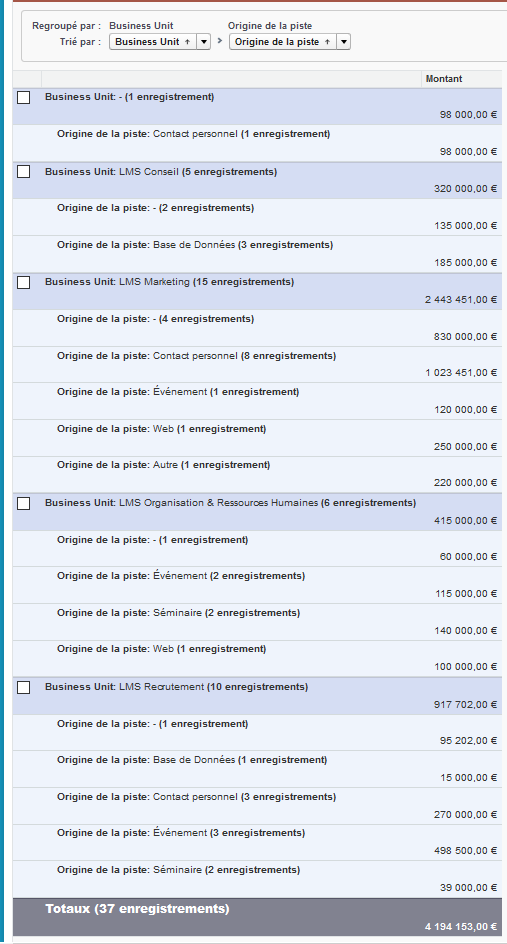 Regroupé par : Business Unit Origine de la piste
Trié par : Business Unit ↑ > Origine de la piste ↑
Montant
Business Unit: - (1 enregistrement)
98 000,00 €
Origine de la piste: Contact personnel (1 enregistrement)
98 000,00 €
Business Unit: LMS Conseil (5 enregistrements)
320 000,00 €
Origine de la piste: - (2 enregistrements)
135 000,00 €
Origine de la piste: Base de Données (3 enregistrements)
185 000,00 €
Business Unit: LMS Marketing (15 enregistrements)
2 443 451,00 €
Origine de la piste: - (4 enregistrements)
830 000,00 €
Origine de la piste: Contact personnel (8 enregistrements)
1 023 451,00 €
Origine de la piste: Événement (1 enregistrement)
120 000,00 €
Origine de la piste: Web (1 enregistrement)
250 000,00 €
Origine de la piste: Autre (1 enregistrement)
220 000,00 €
Business Unit: LMS Organisation & Ressources Humaines (6 enregistrements)
415 000,00 €
Origine de la piste: - (1 enregistrement)
60 000,00 €
Origine de la piste: Événement (2 enregistrements)
115 000,00 €
Origine de la piste: Séminaire (2 enregistrements)
140 000,00 €
Origine de la piste: Web (1 enregistrement)
100 000,00 €
Business Unit: LMS Recrutement (10 enregistrements)
917 702,00 €
Origine de la piste: - (1 enregistrement)
95 202,00 €
Origine de la piste: Base de Données (1 enregistrement)
15 000,00 €
Origine de la piste: Contact personnel (3 enregistrements)
270 000,00 €
Origine de la piste: Événement (3 enregistrements)
498 500,00 €
Origine de la piste: Séminaire (2 enregistrements)
39 000,00 €
Totaux (37 enregistrements)
4 194 153,00 €